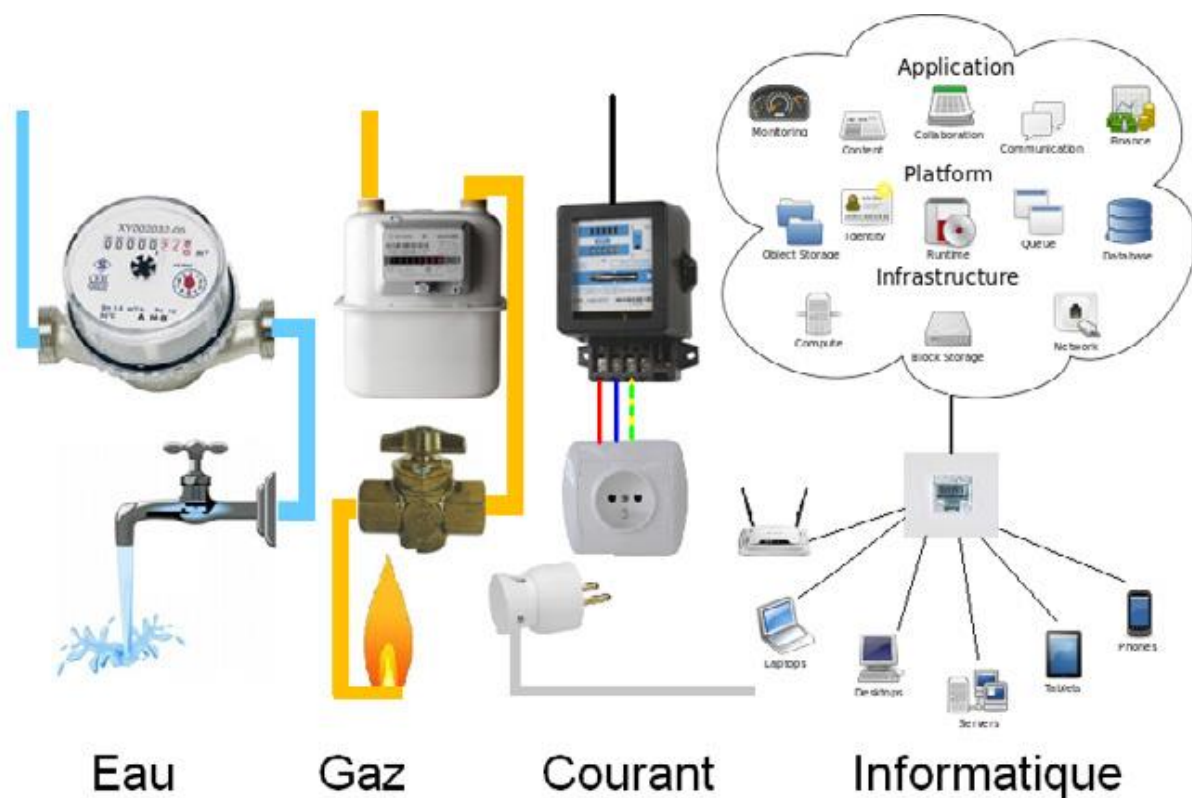 Application
Monitoring
Content
Collaboration
Communication
Finance
Platform
Object Storage
Identity
Runtime
Queue
Database
Infrastructure
Compute
Block Storage
Network
Laptops
Desktops
Servers
Tablets
Phones
Eau
Gaz
Courant
Informatique